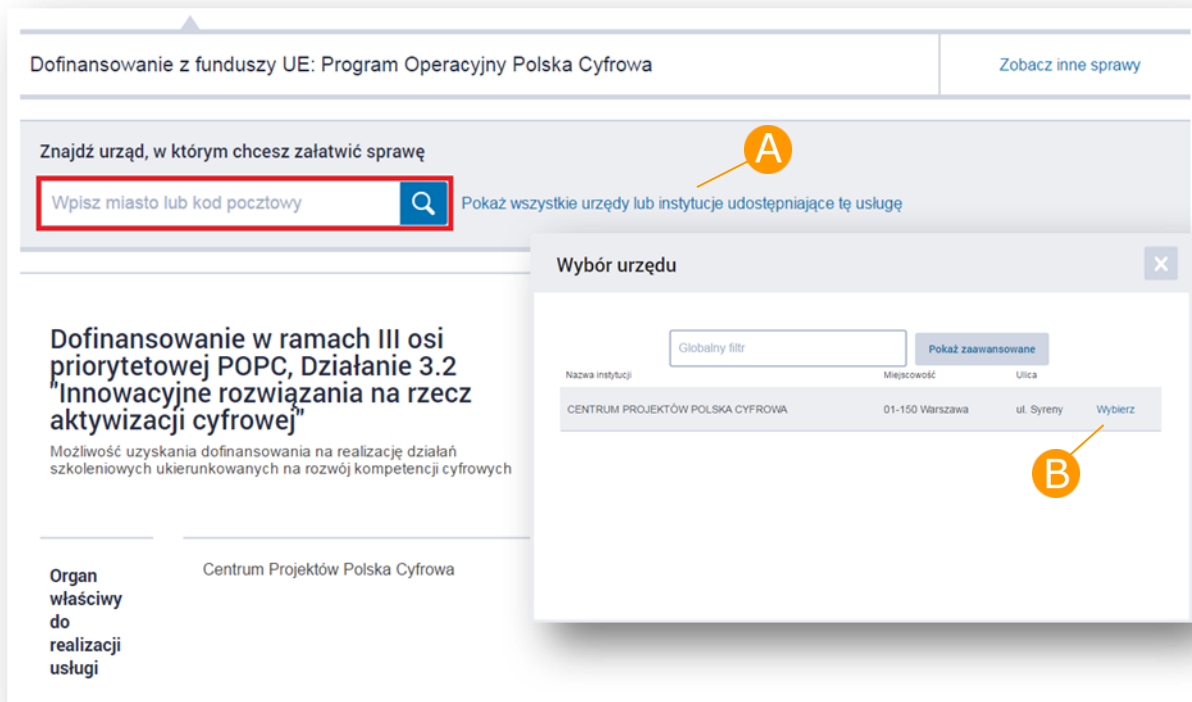 Dofinansowanie z funduszy UE: Program Operacyjny Polska Cyfrowa
Zobacz inne sprawy
Znajdź urząd, w którym chcesz załatwić sprawę
A
Wpisz miasto lub kod pocztowy
Pokaż wszystkie urzędy lub instytucje udostępniające tę usługę
Wybór urzędu
Globalny filtr
Pokaż zaawansowane
Nazwa instytucji
Miejscowość
Ulica
CENTRUM PROJEKTÓW POLSKA CYFROWA
01-150 Warszawa
ul. Syreny
Wybierz
B
Dofinansowanie w ramach III osi
priorytetowej POPC, Działanie 3.2
"Innowacyjne rozwiązania na rzecz
aktywizacji cyfrowej"
Możliwość uzyskania dofinansowania na realizację działań
szkoleniowych ukierunkowanych na rozwój kompetencji cyfrowych
Organ
właściwy
do
realizacji
usługi
Centrum Projektów Polska Cyfrowa